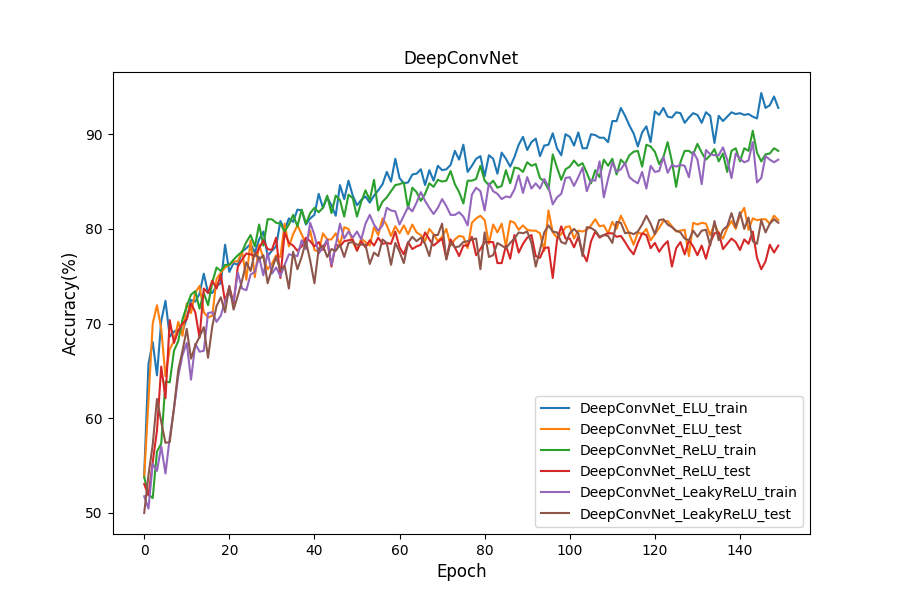 DeepConvNet
Accuracy(%)
90
80
70
60
50
0 20 40 60 80 100 120 140
Epoch
DeepConvNet_ELU_train
DeepConvNet_ELU_test
DeepConvNet_ReLU_train
DeepConvNet_ReLU_test
DeepConvNet_LeakyReLU_train
DeepConvNet_LeakyReLU_test